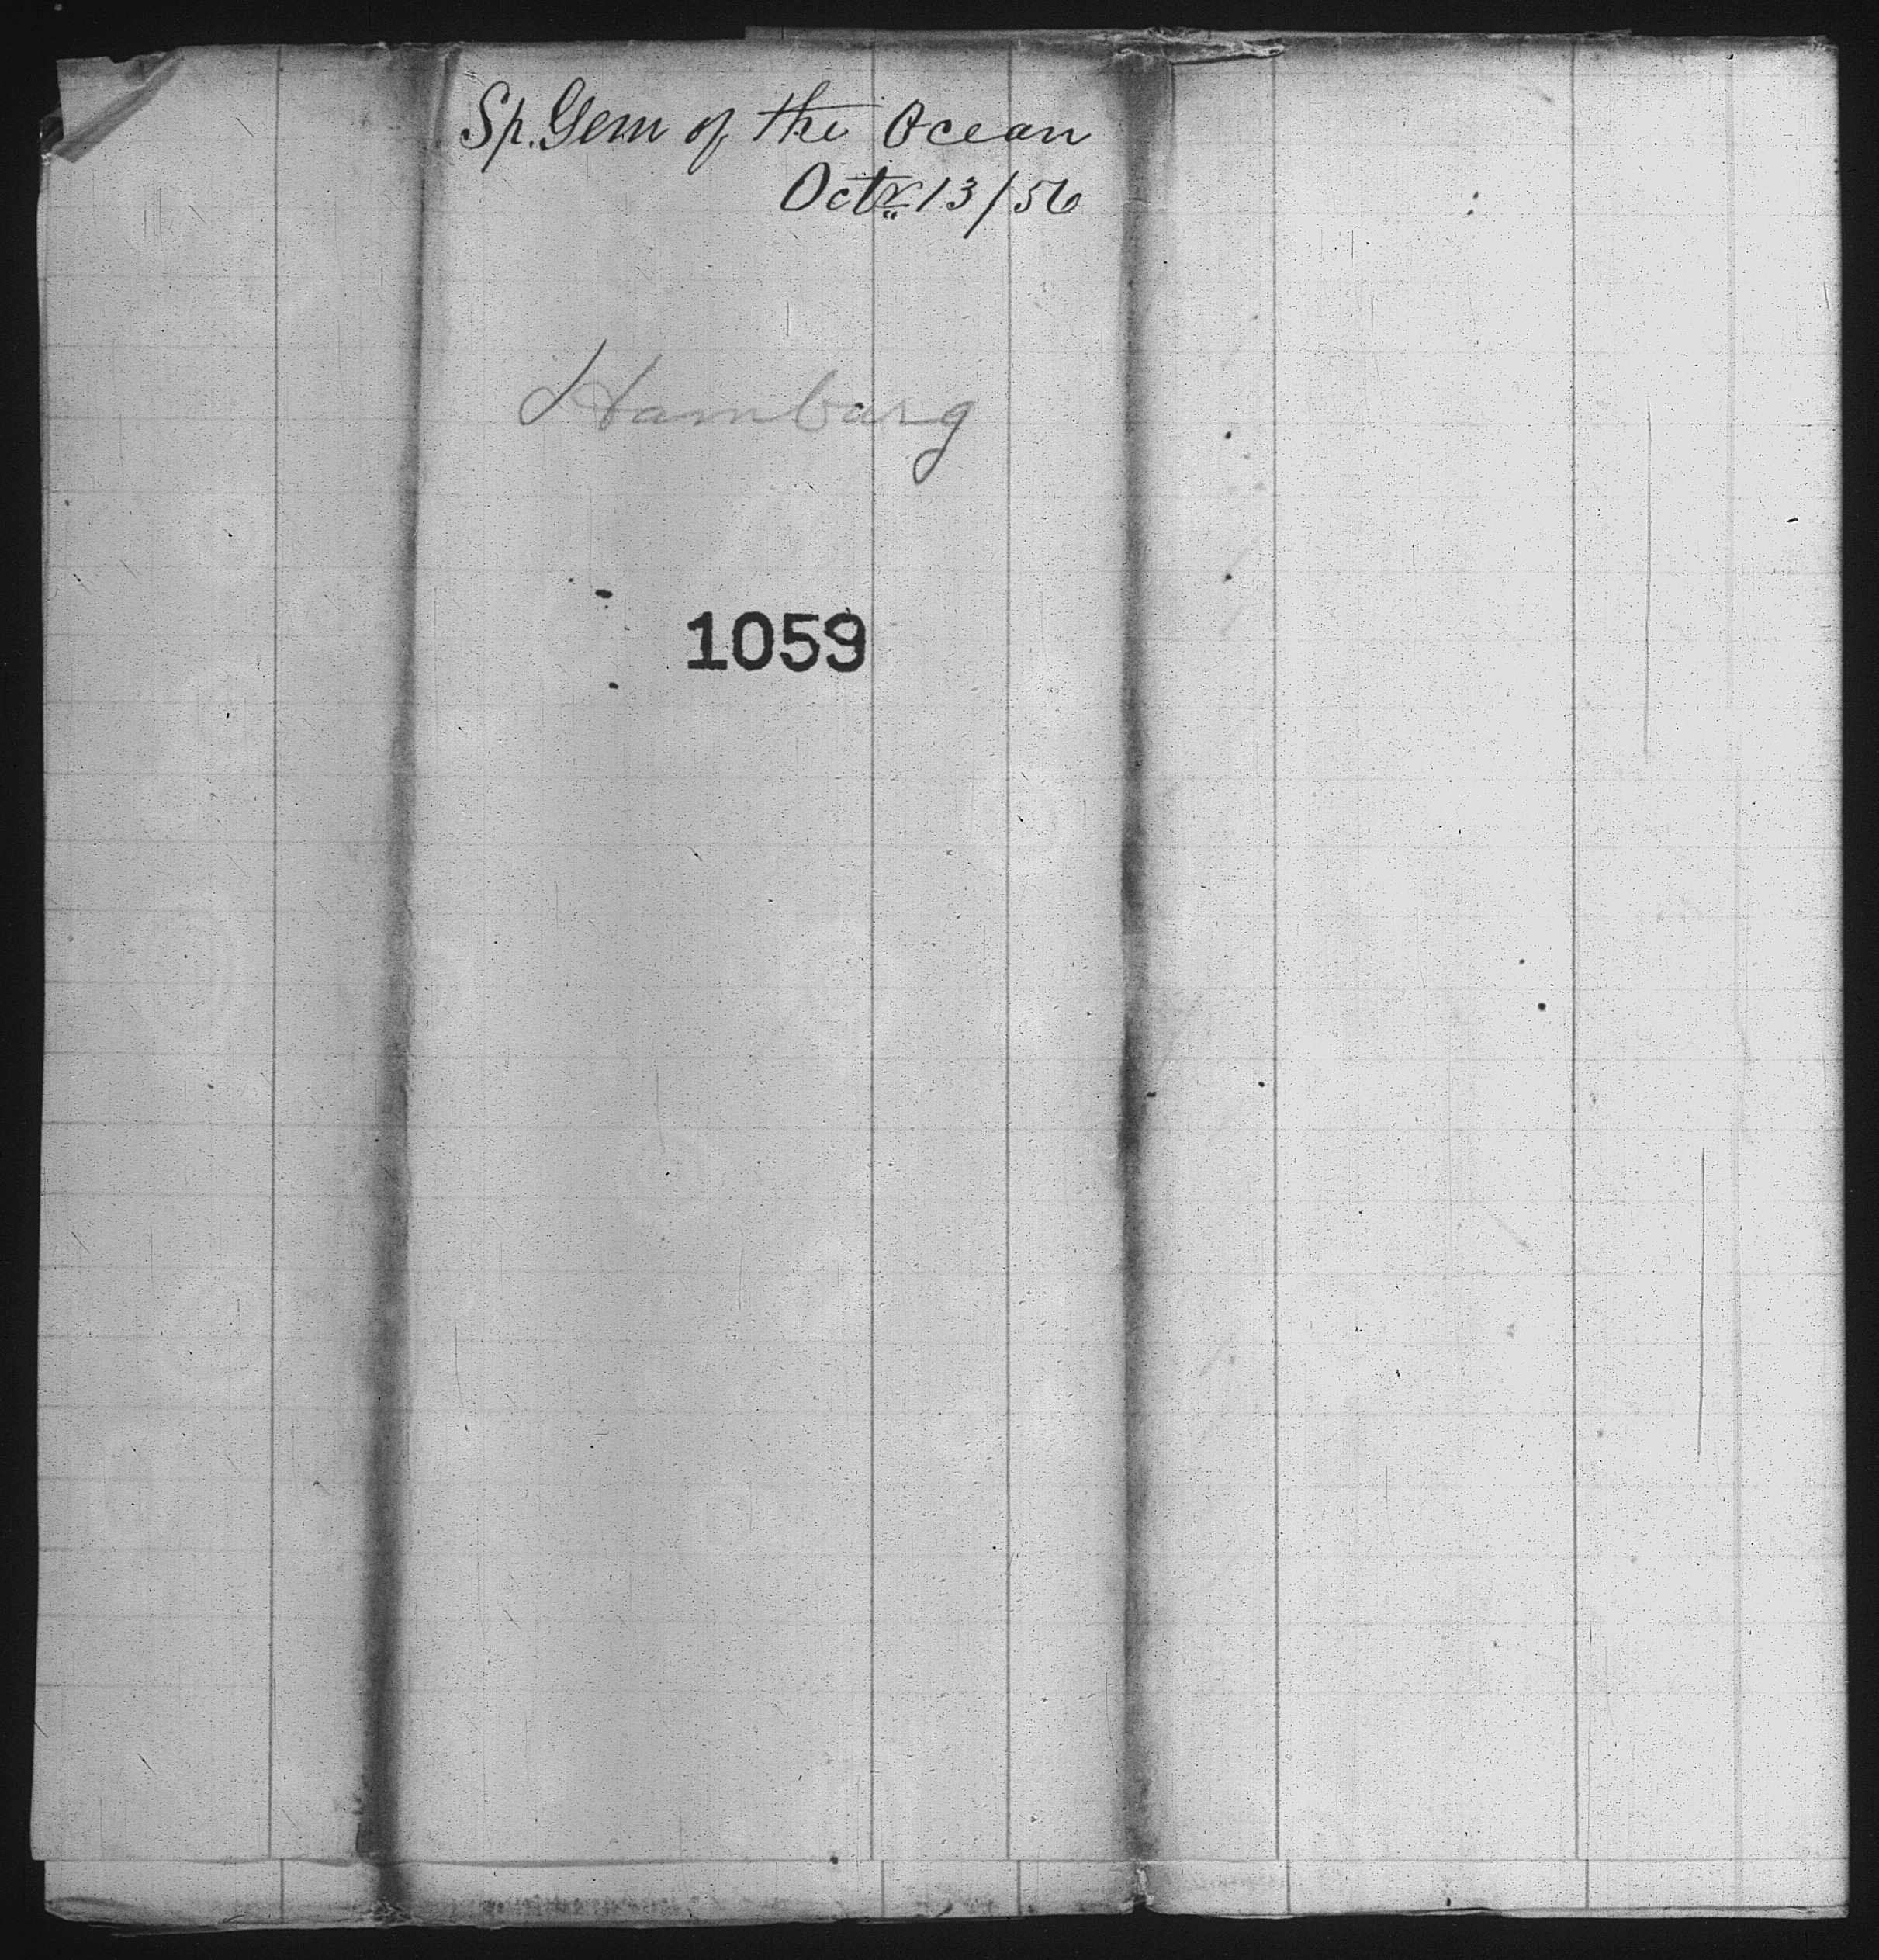 Sp. Gem of the Ocean
Octr. 13/56
Hamburg
1059